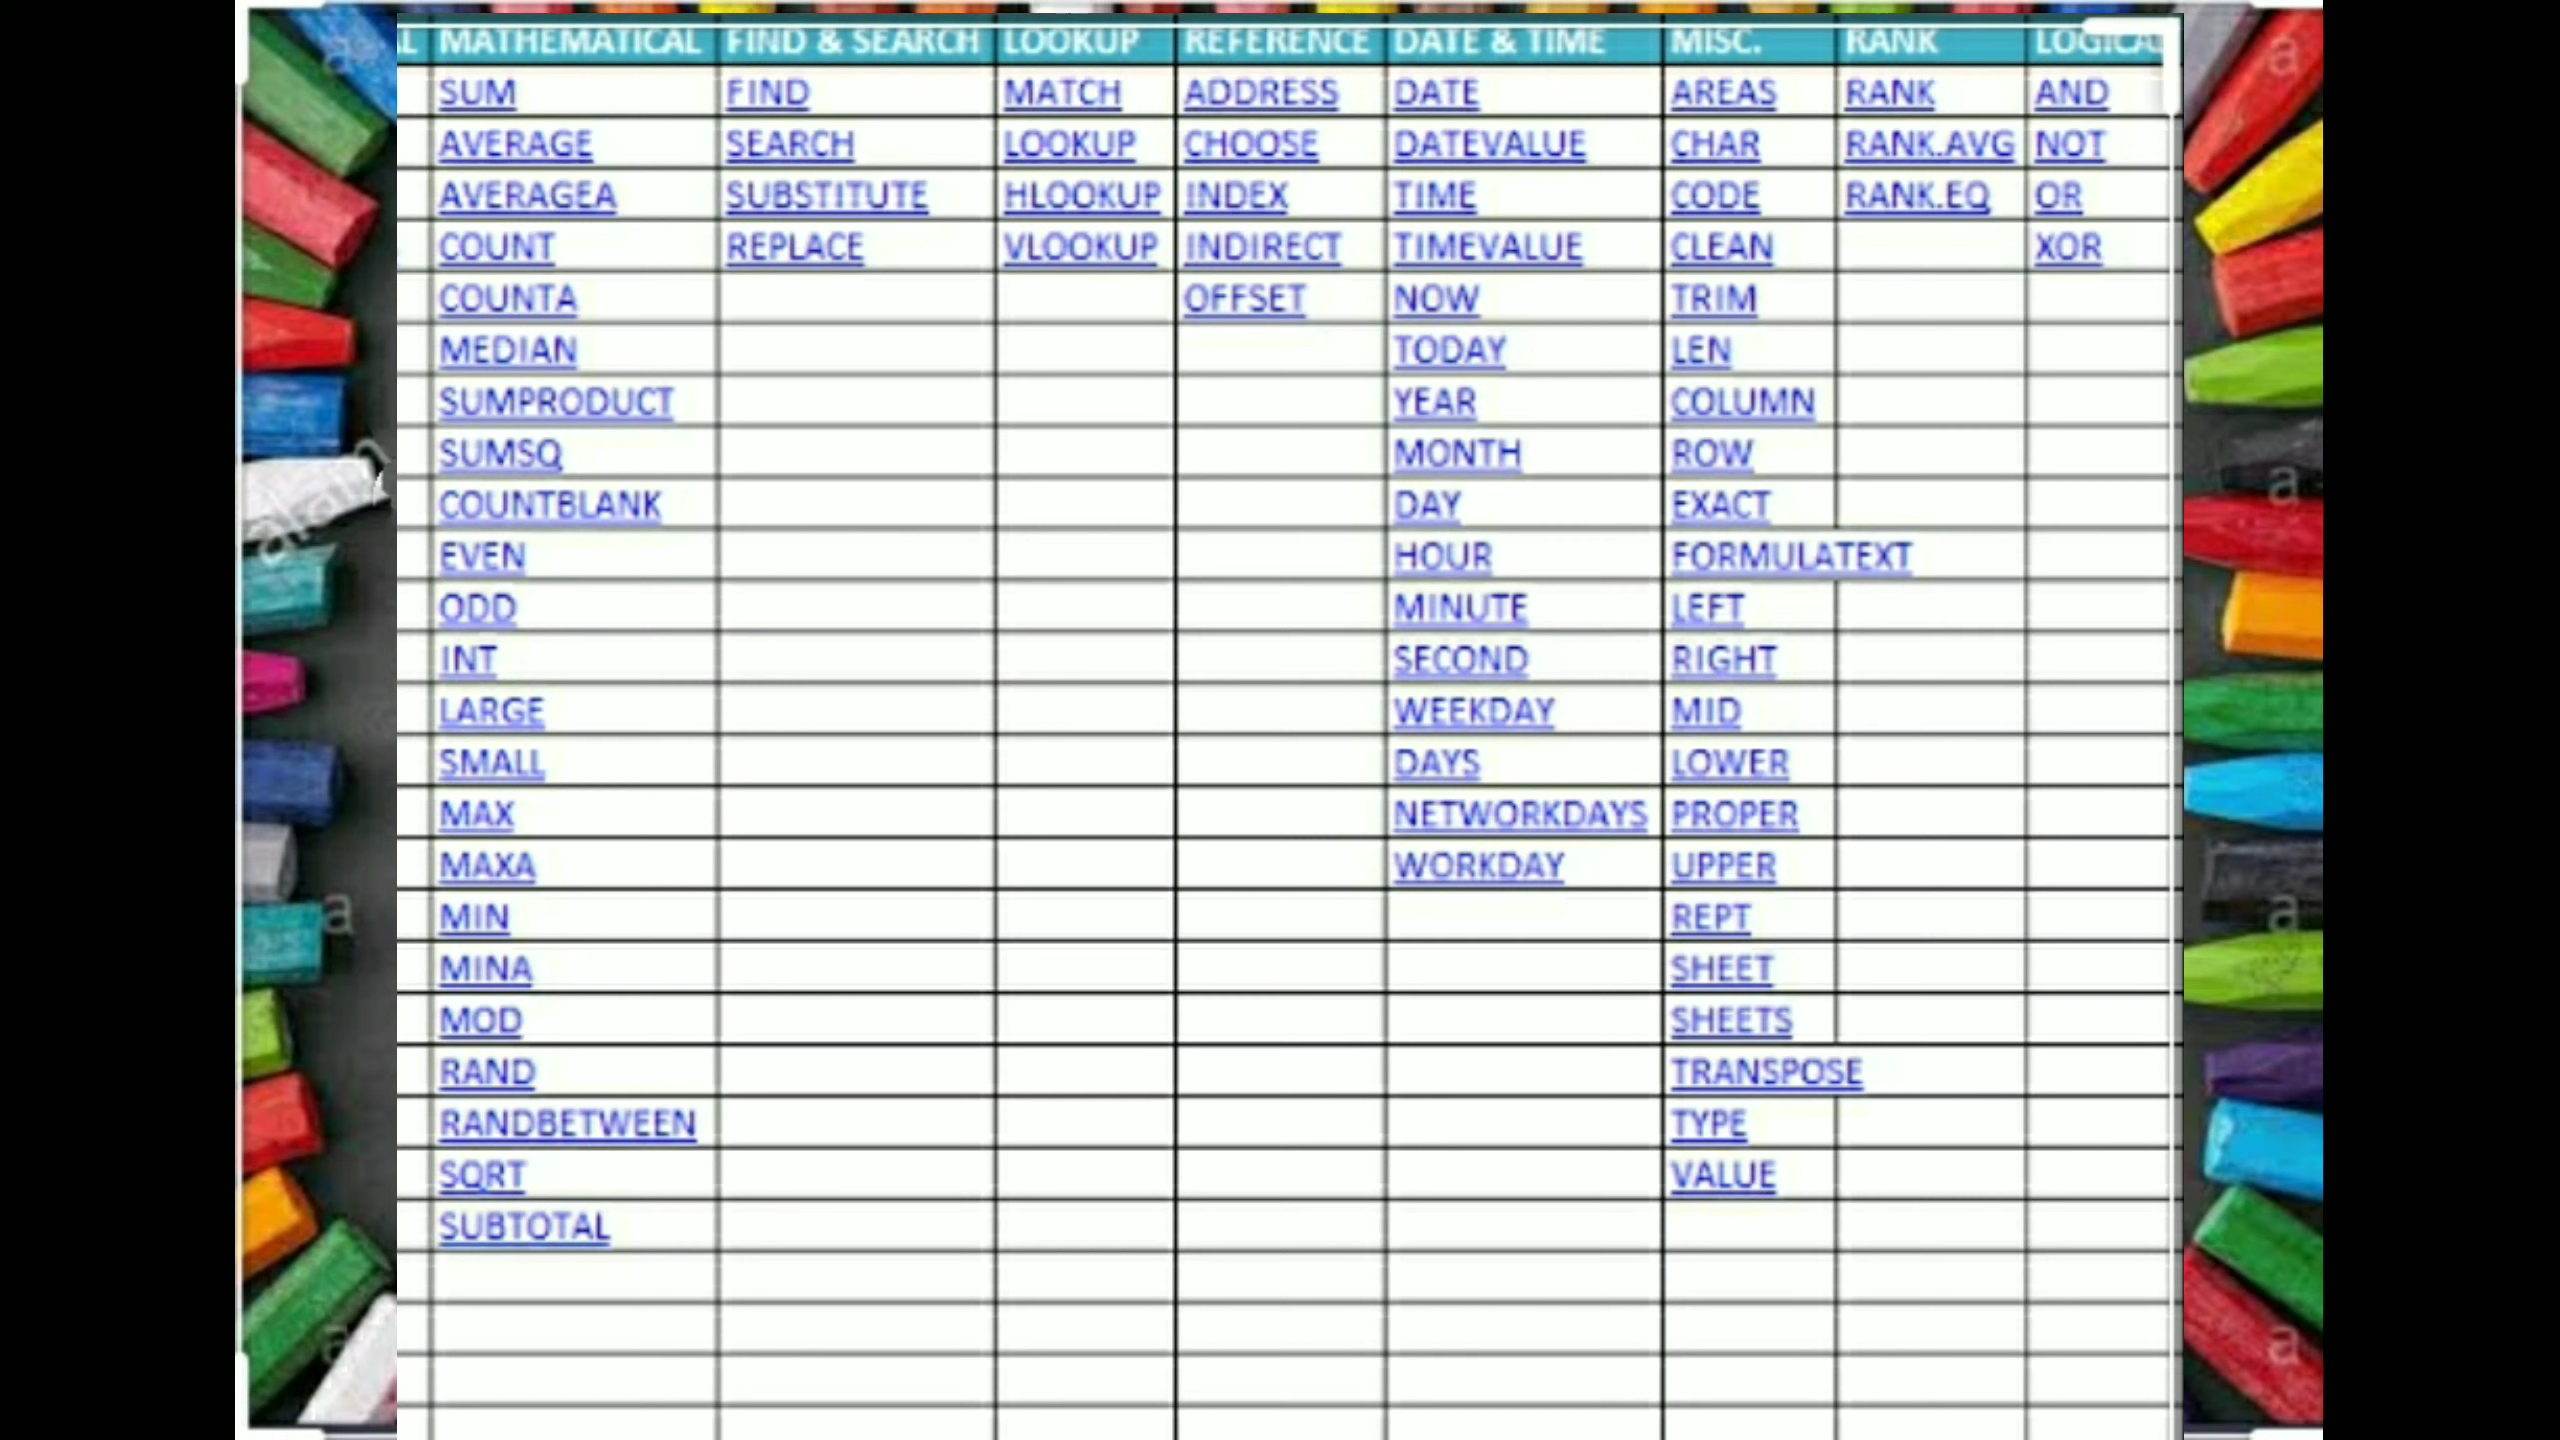 L MATHEMATICAL FIND & SEARCH LOOKUP REFERENCE DATE & TIME MISC. RANK LOGICAL
SUM FIND MATCH ADDRESS DATE AREAS RANK AND
AVERAGE SEARCH LOOKUP CHOOSE DATEVALUE CHAR RANK.AVG NOT
AVERAGEA SUBSTITUTE HLOOKUP INDEX TIME CODE RANK.EQ OR
COUNT REPLACE VLOOKUP INDIRECT TIMEVALUE CLEAN XOR
COUNTA OFFSET NOW TRIM
MEDIAN TODAY LEN
SUMPRODUCT YEAR COLUMN
SUMSQ MONTH ROW
COUNTBLANK DAY EXACT
EVEN HOUR FORMULATEXT
ODD MINUTE LEFT
INT SECOND RIGHT
LARGE WEEKDAY MID
SMALL DAYS LOWER
MAX NETWORKDAYS PROPER
MAXA WORKDAY UPPER
MIN REPT
MINA SHEET
MOD SHEETS
RAND TRANSPOSE
RANDBETWEEN TYPE
SQRT VALUE
SUBTOTAL